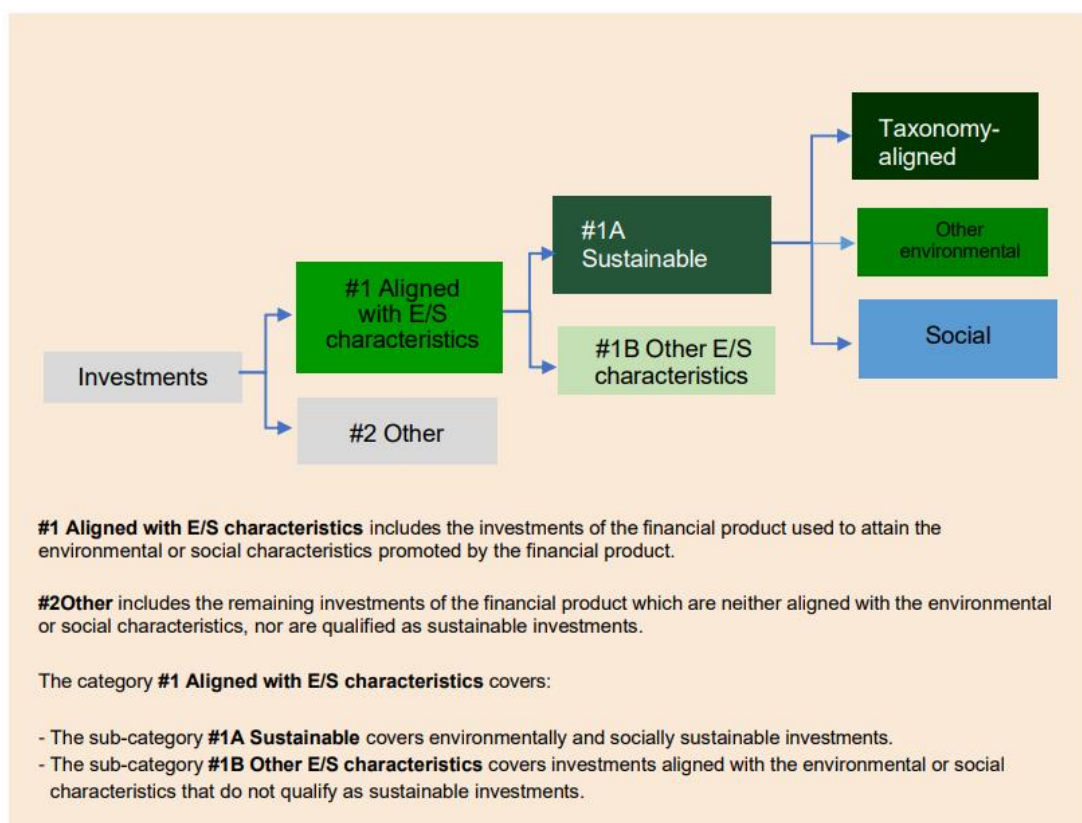 Taxonomy-
aligned
#1A
Sustainable
Other
environmental
#1 Aligned
with E/S
characteristics
Social
#1B Other E/S
characteristics
Investments
#2 Other
#1 Aligned with E/S characteristics includes the investments of the financial product used to attain the
environmental or social characteristics promoted by the financial product.
#2Other includes the remaining investments of the financial product which are neither aligned with the environmental
or social characteristics, nor are qualified as sustainable investments.
The category #1 Aligned with E/S characteristics covers:
- The sub-category #1A Sustainable covers environmentally and socially sustainable investments.
- The sub-category #1B Other E/S characteristics covers investments aligned with the environmental or social
characteristics that do not qualify as sustainable investments.